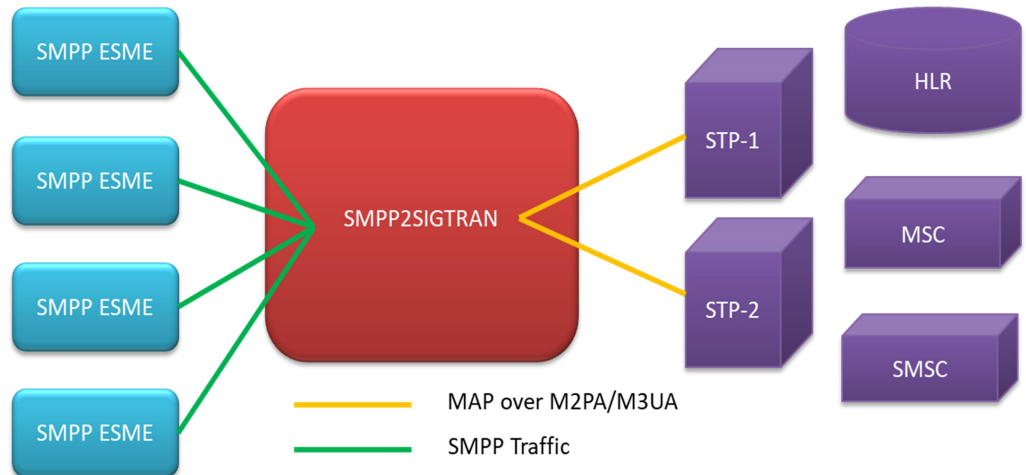 SMPP ESME
SMPP ESME
SMPP ESME
SMPP ESME
SMPP2SIGTRAN
STP-1
STP-2
HLR
MSC
SMSC
MAP over M2PA/M3UA
SMPP Traffic